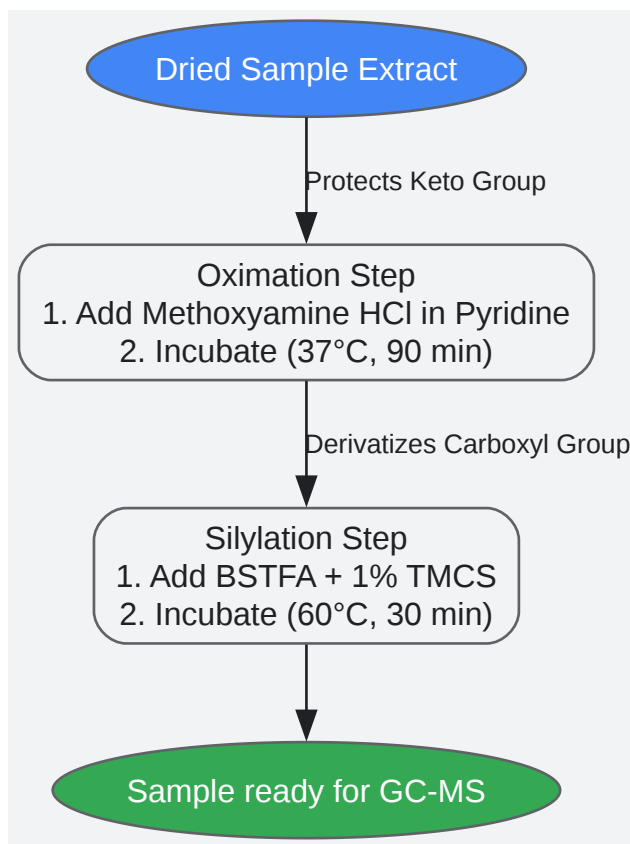 Dried Sample Extract
Protects Keto Group
Oximation Step
1. Add Methoxyamine HCl in Pyridine
2. Incubate (37°C, 90 min)
Derivatizes Carboxyl Group
Silylation Step
1. Add BSTFA + 1% TMCS
2. Incubate (60°C, 30 min)
Sample ready for GC-MS